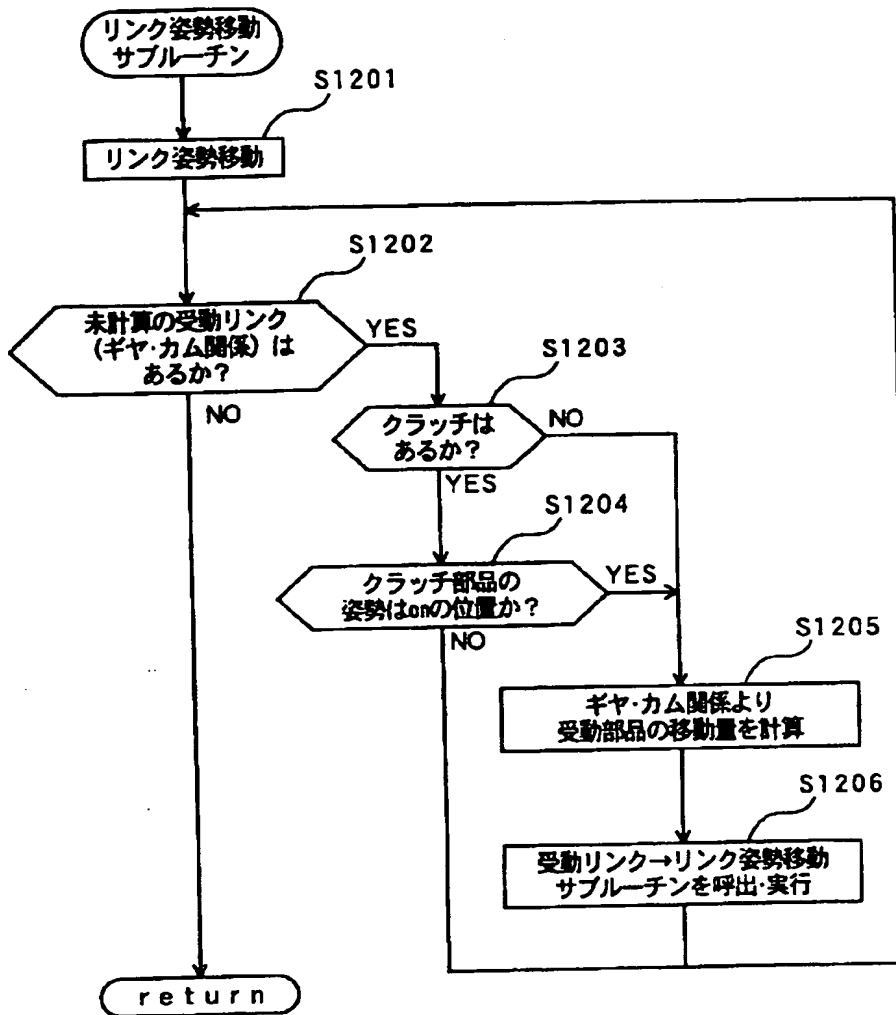 リンク姿勢移動
サブルーチン
S1201
リンク姿勢移動
S1202
未計算の受動リンク
(ギヤ・カム関係)は
あるか?
YES
NO
S1203
クラッチは
あるか?
NO
YES
S1204
クラッチ部品の
姿勢はonの位置か?
YES
NO
S1205
ギヤ・カム関係より
受動部品の移動量を計算
S1206
受動リンク→リンク姿勢移動
サブルーチンを呼出・実行
return